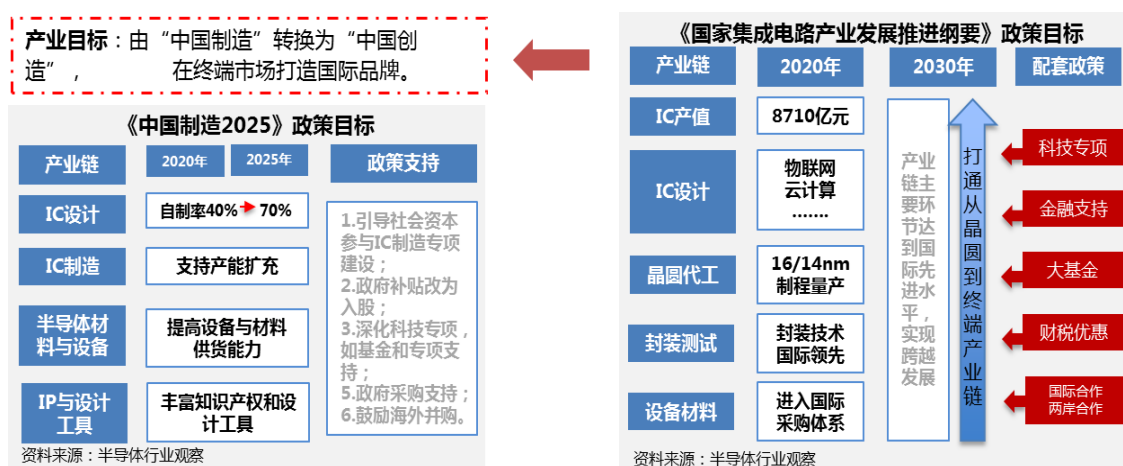 产业目标：由“中国制造”转换为“中国创
造”， 在终端市场打造国际品牌。
《中国制造2025》政策目标
产业链
2020年
2025年
政策支持
IC设计
自制率40% 70%
IC制造
支持产能扩充
半导体材
料与设备
提高设备与材料
供货能力
IP与设计
工具
丰富知识产权和设
计工具
1.引导社会资本
参与IC制造专项
建设；
2.政府补贴改为
入股；
3.深化科技专项，
如基金和专项支
持；
5.政府采购支持；
6.鼓励海外并购。
资料来源：半导体行业观察
《国家集成电路产业发展推进纲要》政策目标
产业链
2020年
2030年
配套政策
IC产值
8710亿元
IC设计
物联网
云计算
.......
晶圆代工
16/14nm
制程量产
封装测试
封装技术
国际领先
设备材料
进入国际
采购体系
产业
链主
要环
节达
到国
际先
进水
平，
实现
跨越
发展
打通从晶圆到终端产业链
科技专项
金融支持
大基金
财税优惠
国际合作
两岸合作
资料来源：半导体行业观察